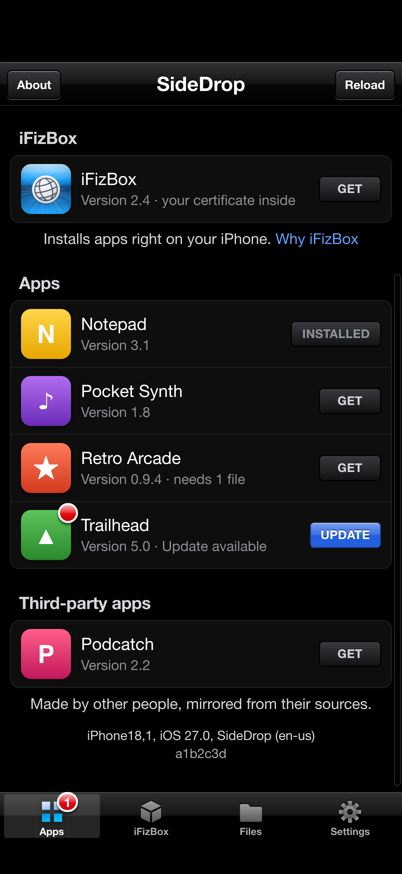 About
SideDrop
Reload
iFizBox
iFizBox
Version 2.4 · your certificate inside
GET
Installs apps right on your iPhone. Why iFizBox
Apps
N
Notepad
Version 3.1
INSTALLED
Pocket Synth
Version 1.8
GET
Retro Arcade
Version 0.9.4 · needs 1 file
GET
Trailhead
Version 5.0 · Update available
UPDATE
Third-party apps
P
Podcatch
Version 2.2
GET
Made by other people, mirrored from their sources.
iPhone18,1, iOS 27.0, SideDrop (en-us)
a1b2c3d
1
Apps
iFizBox
Files
Settings